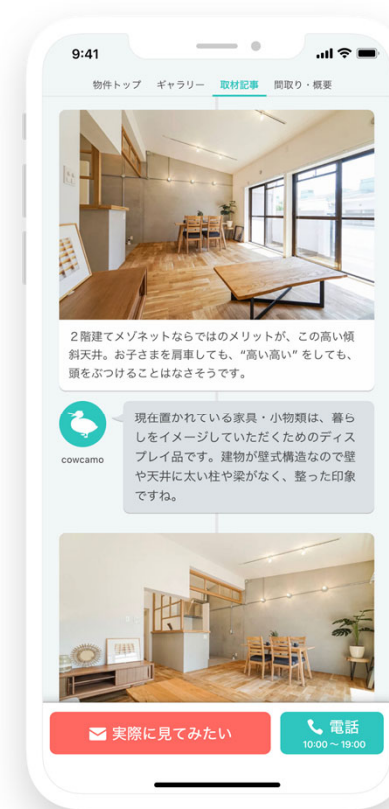 9:41
物件トップ ギャラリー 取材記事 間取り・概要
2階建てメゾネットならではのメリットが、この高い傾
斜天井。お子さまを肩車しても、“高い高い” をしても、
頭をぶつけることはなさそうです。
cowcamo
現在置かれている家具・小物類は、暮ら
しをイメージしていただくためのディス
プレイ品です。建物が壁式構造なので壁
や天井に太い柱や梁がなく、整った印象
ですね。
実際に見てみたい
電話
10:00 〜 19:00